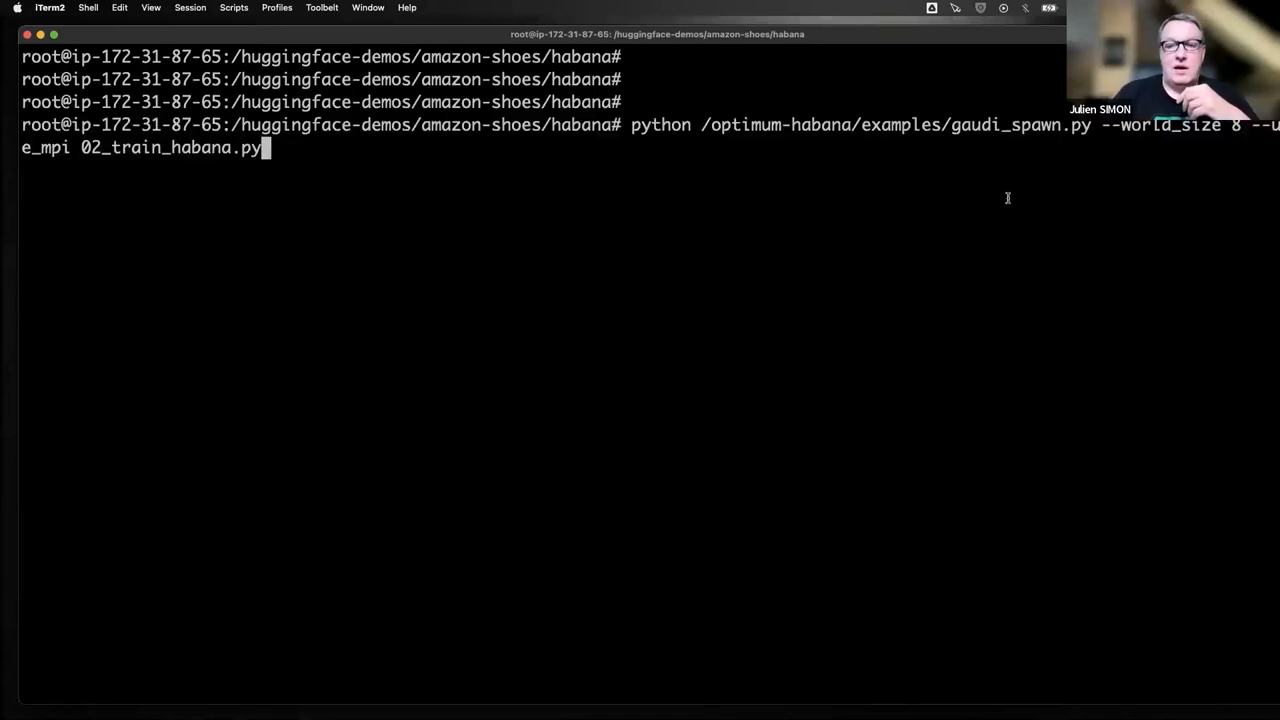 iTerm2 Shell Edit View Session Scripts Profiles Toolbelt Window Help
root@ip-172-31-87-65: /huggingface-demos/amazon-shoes/habana
root@ip-172-31-87-65:/huggingface-demos/amazon-shoes/habana#
root@ip-172-31-87-65:/huggingface-demos/amazon-shoes/habana#
root@ip-172-31-87-65:/huggingface-demos/amazon-shoes/habana#
Julien SIMON
root@ip-172-31-87-65:/huggingface-demos/amazon-shoes/habana# python /optimum-habana/examples/gaudi_spawn.py --world_size 8 --u
e_mpi 02_train_habana.py